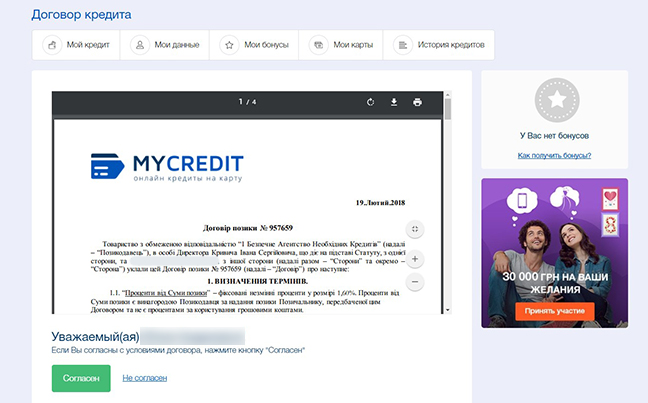 Договор кредита
Мой кредит
Мои данные
Мои бонусы
Мои карты
История кредитов
1 / 4
MYCREDIT
онлайн кредиты на карту
19.Лютий.2018
Договір позики № 957659
Товариство з обмеженою відповідальністю "1 Безпечне Агентство Необхідних Кредитів" (надалі
– "Позикодавець"), в особі Директора Кривича Івана Сергійовича, що діє на підставі Статуту, з однієї
сторони, та , з іншої сторони (надалі разом – "Сторони" та окремо –
"Сторона") уклали цей Договір позики № 957659 (надалі – "Договір") про наступне:
1. ВИЗНАЧЕННЯ ТЕРМІНІВ.
1.1. "Проценти від Суми позики" – фіксовані незмінні проценти у розмірі 1,60%. Проценти від
Суми позики є винагородою Позикодавця за надання позики Позичальнику, передбаченої цим
Договором та не є процентами за користування грошовими коштами.
Уважаемый(ая)
Если Вы согласны с условиями договора, нажмите кнопку "Согласен"
Согласен
Не согласен
У Вас нет бонусов
Как получить бонусы?
30 000 ГРН НА ВАШИ
ЖЕЛАНИЯ
Принять участие